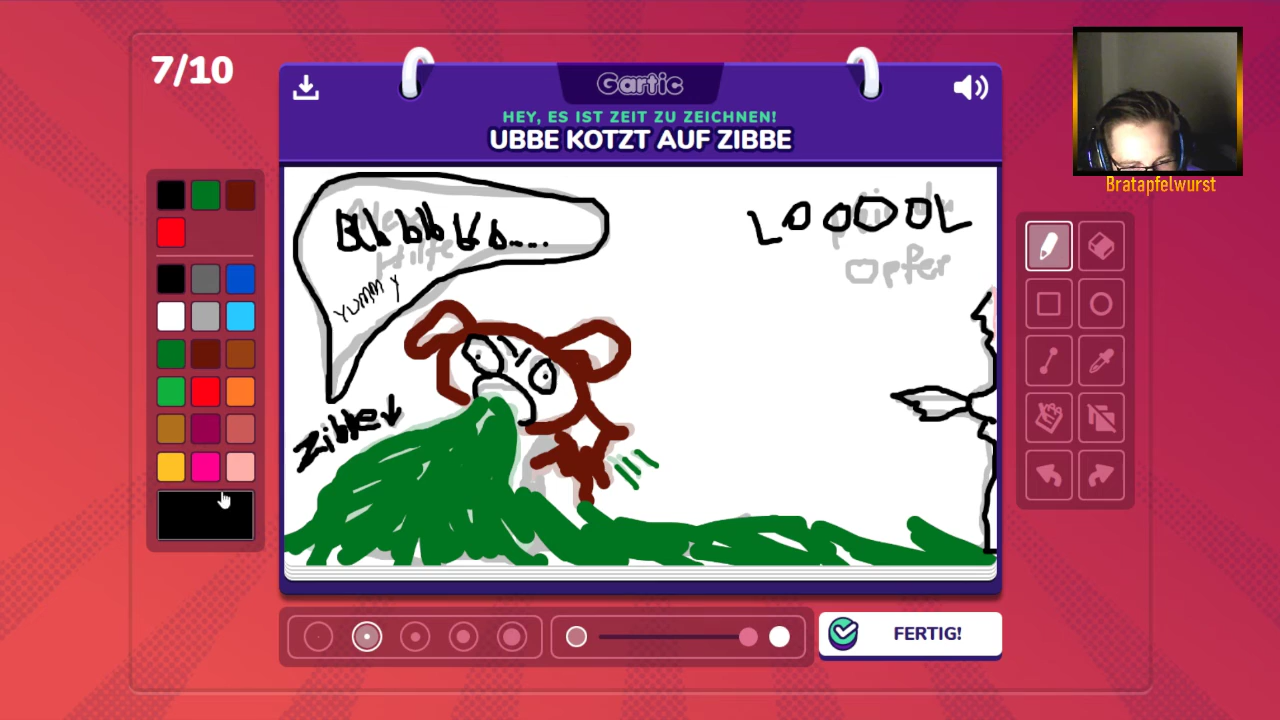 7/10
Gartic
HEY, ES IST ZEIT ZU ZEICHNEN!
UBBE KOTZT AUF ZIBBE
Bratapfelwurst
LOOOOL
Hilfe
Opfer
Yummy
Zibbe
FERTIG!